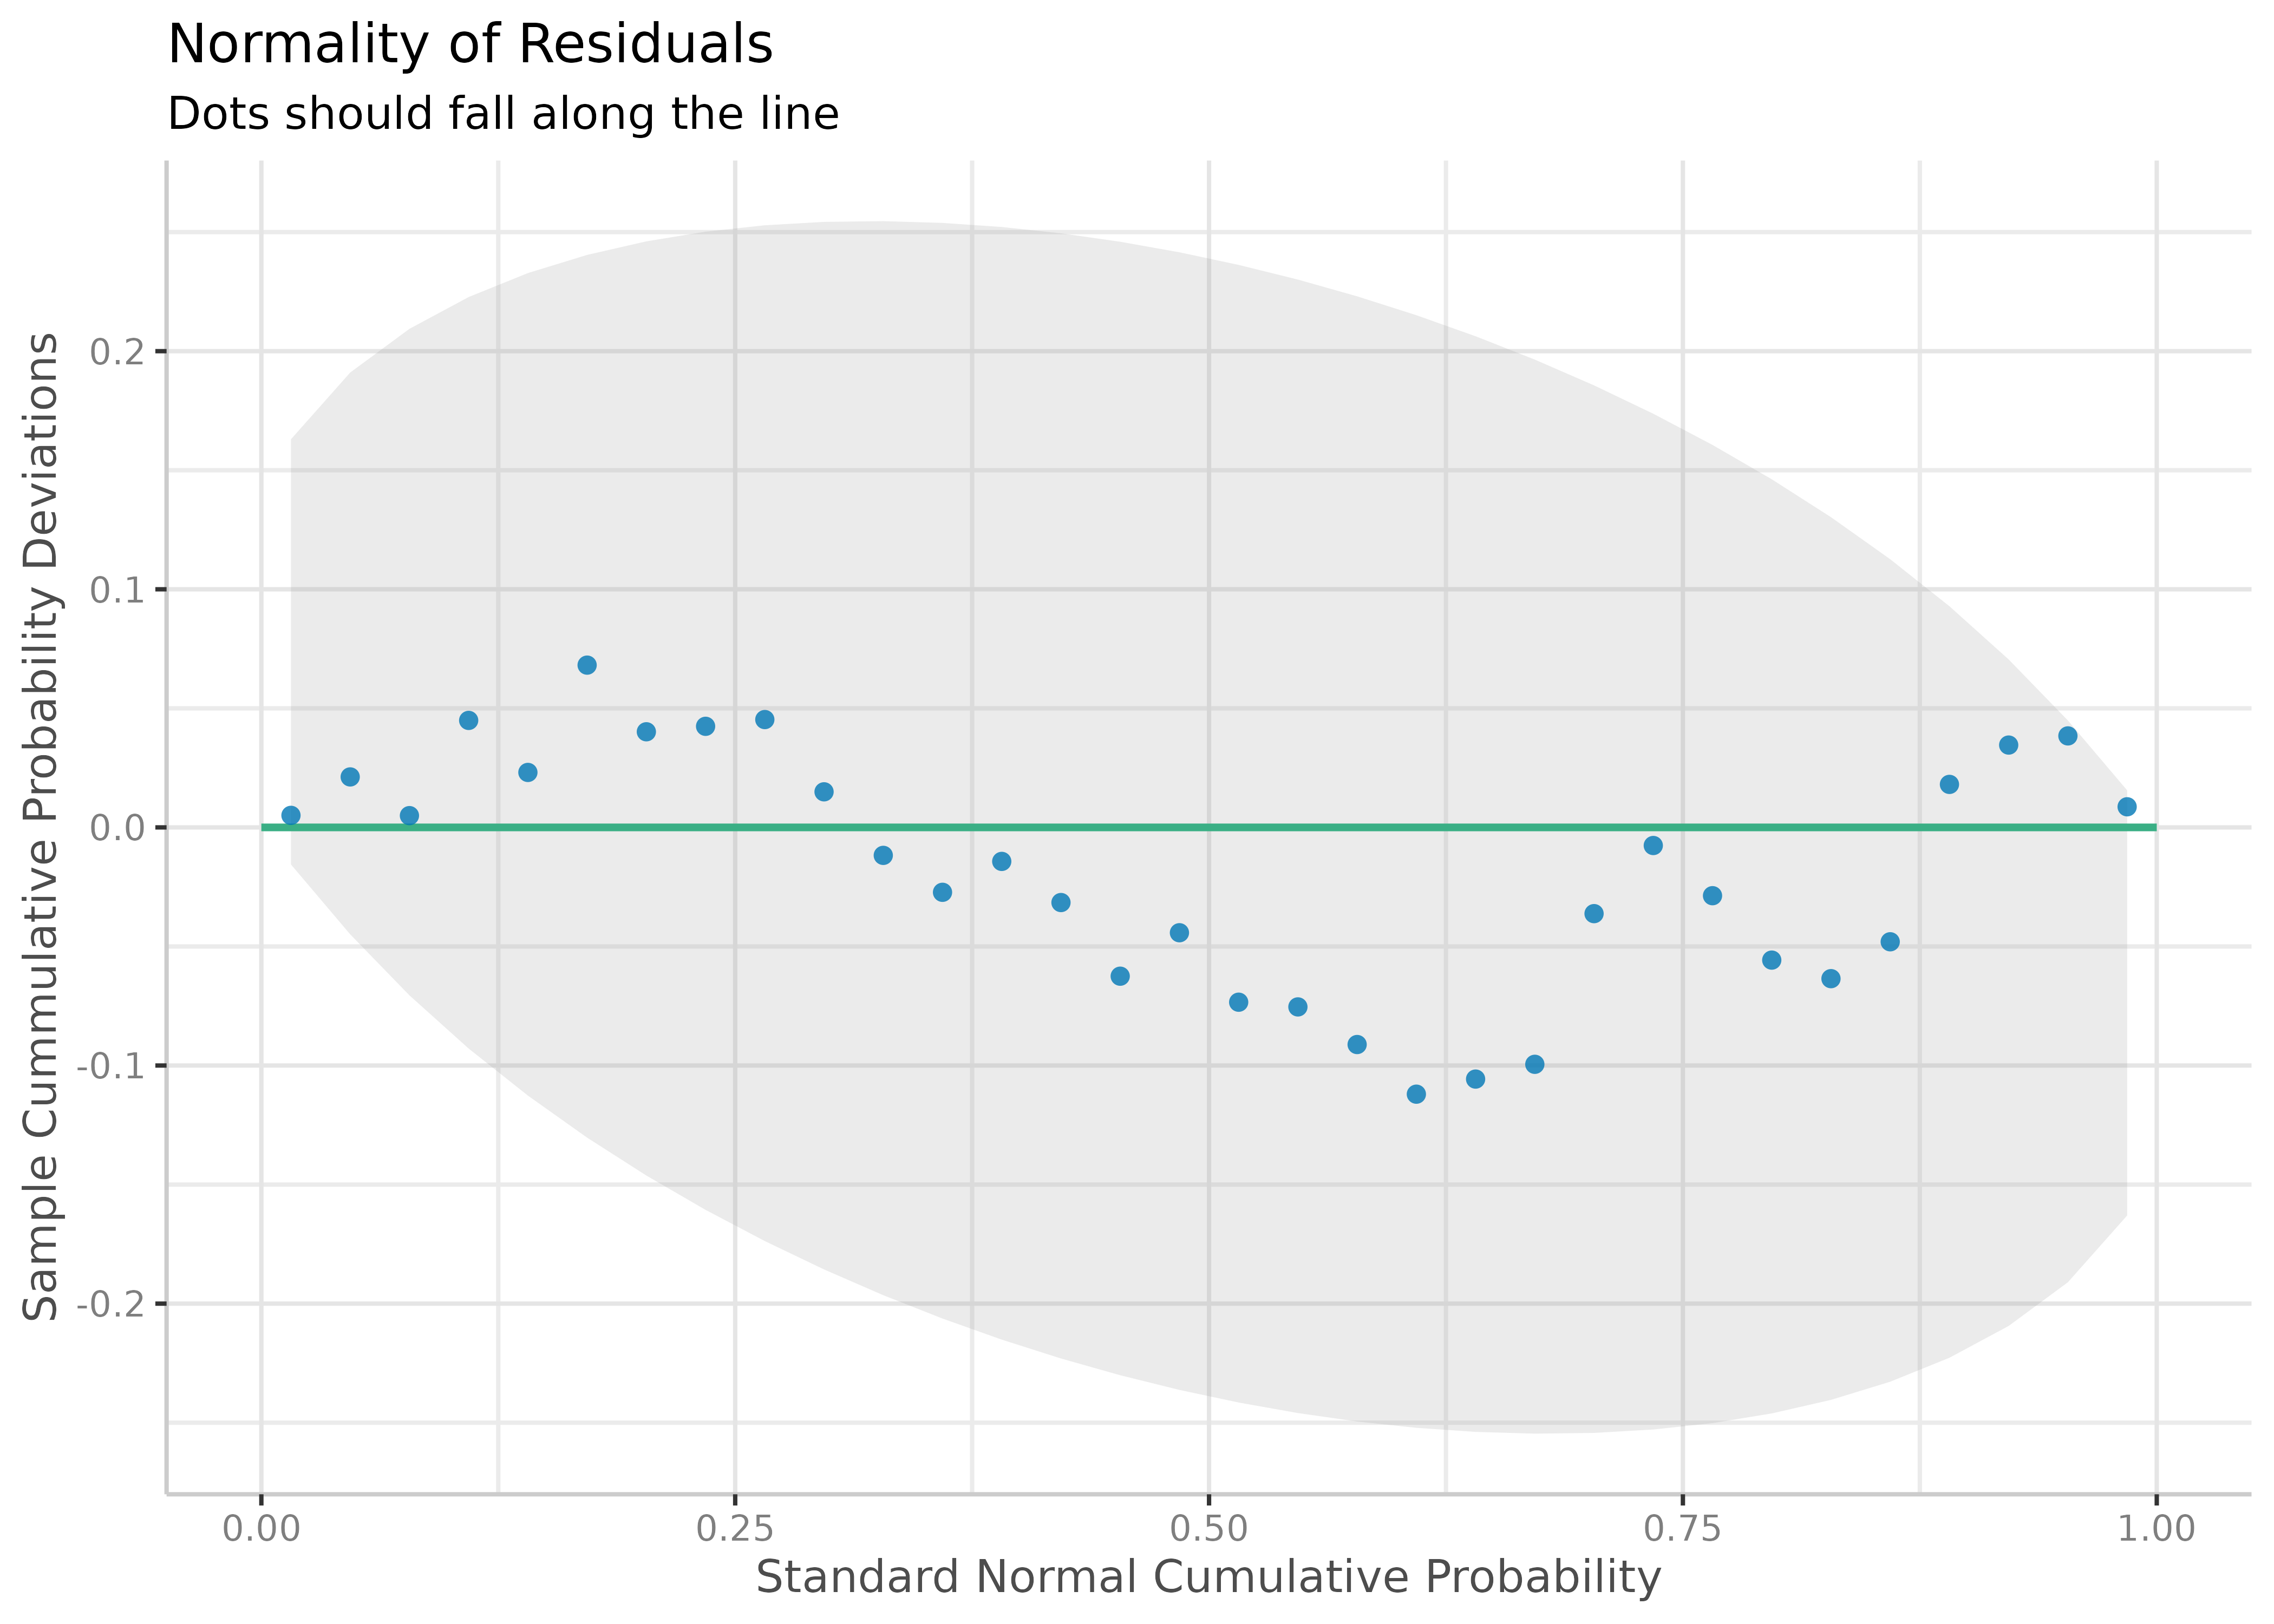 Normality of Residuals
Dots should fall along the line
Sample Cummulative Probability Deviations
0.2
0.1
0.0
-0.1
-0.2
0.00 0.25 0.50 0.75 1.00
Standard Normal Cumulative Probability